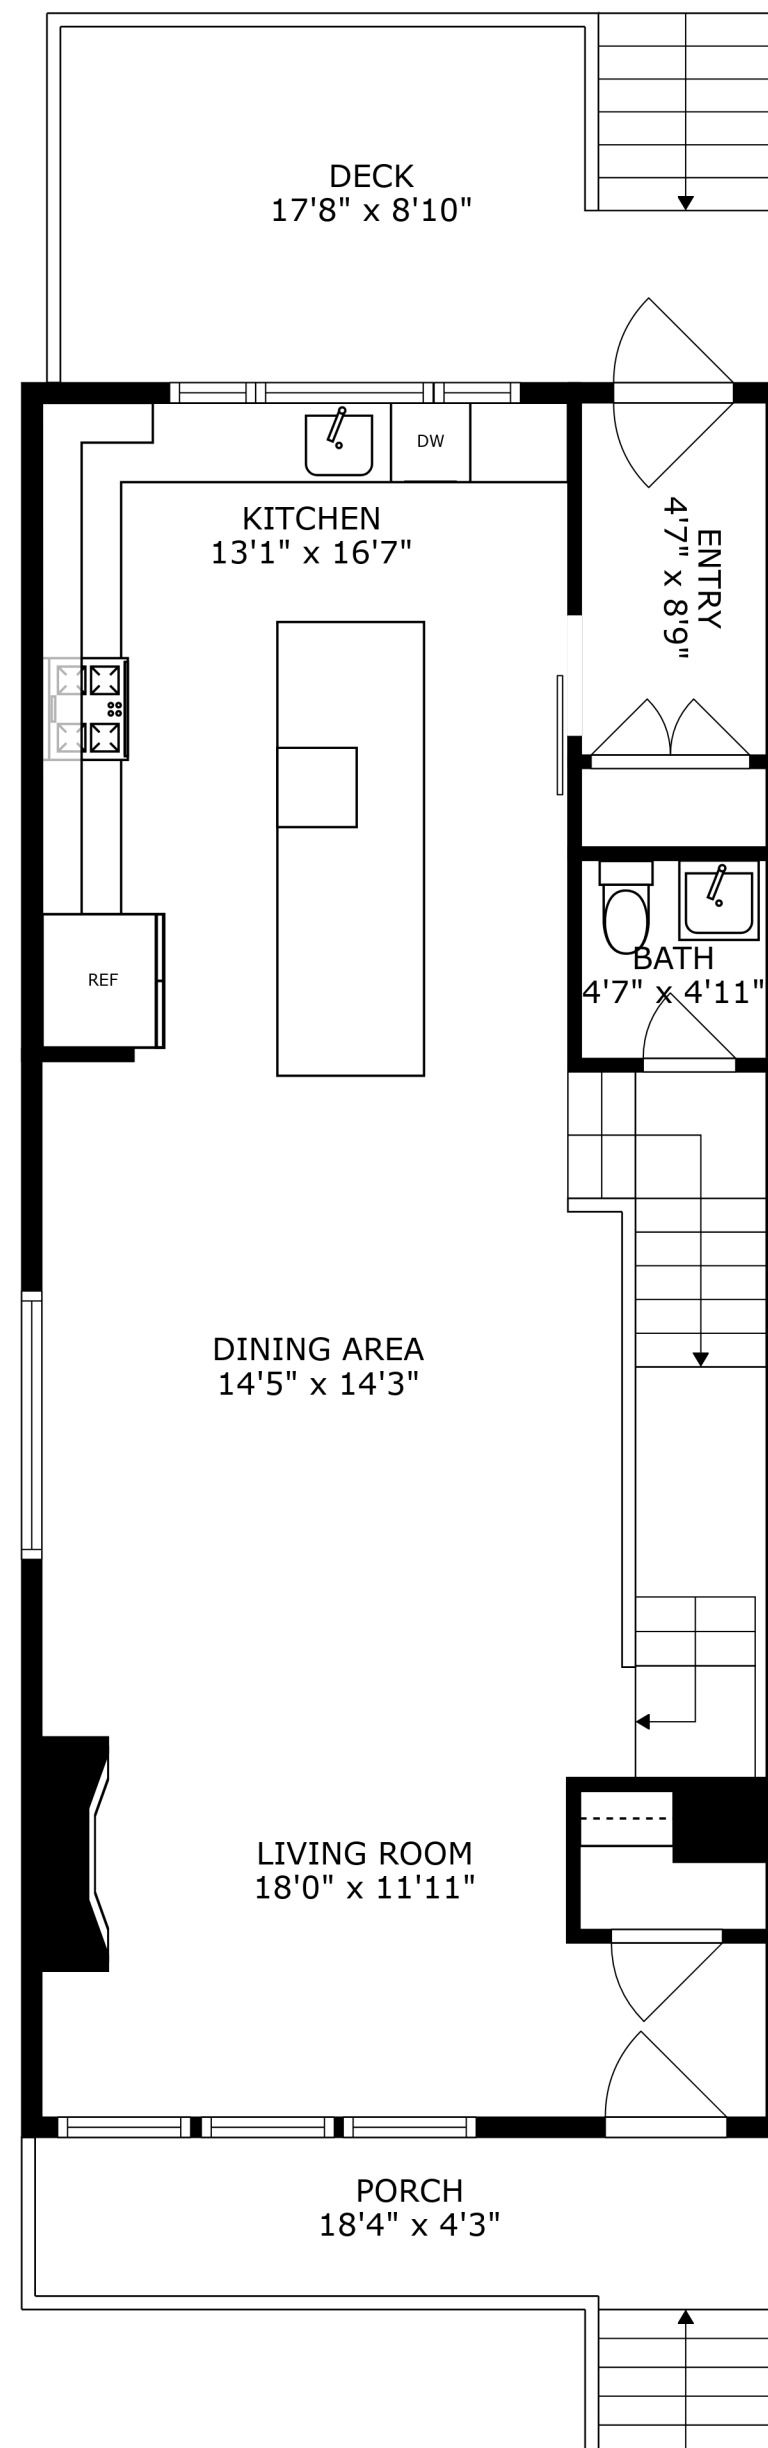 DECK
17'8" x 8'10"
DW
KITCHEN
13'1" x 16'7"
ENTRY
4'7" x 8'9"
REF
BATH
4'7" x 4'11"
DINING AREA
14'5" x 14'3"
LIVING ROOM
18'0" x 11'11"
PORCH
18'4" x 4'3"